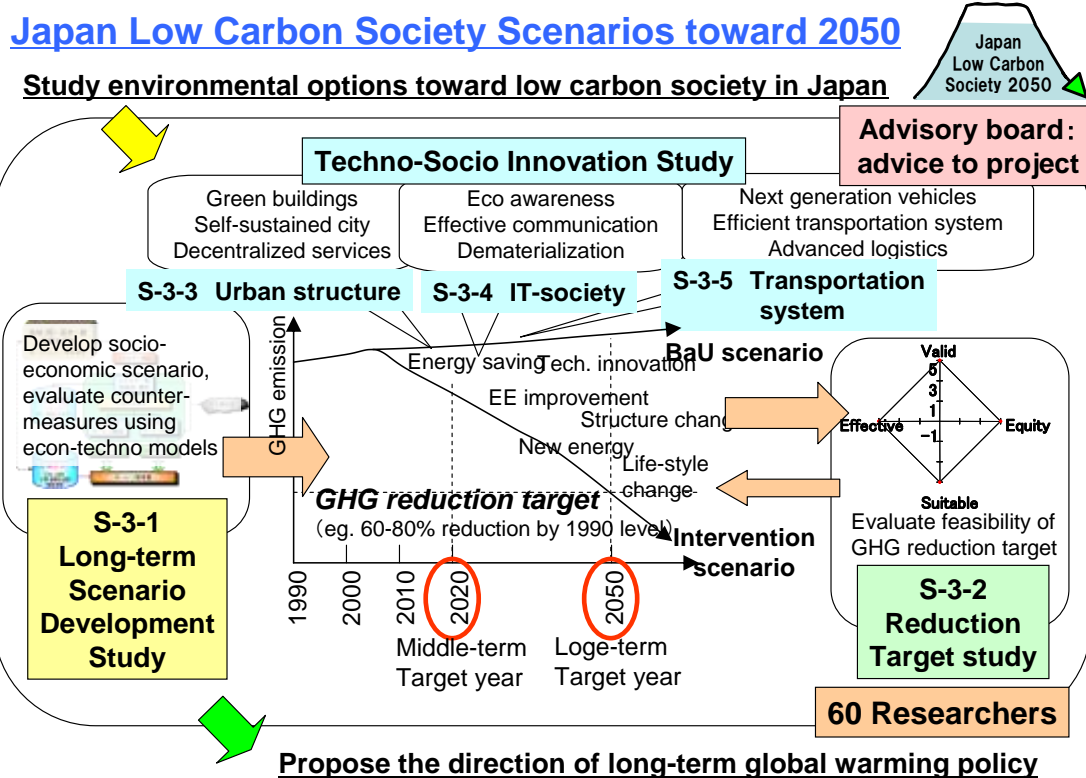 Japan Low Carbon Society Scenarios toward 2050
Japan
Low Carbon
Society 2050
Study environmental options toward low carbon society in Japan
Advisory board:
advice to project
Techno-Socio Innovation Study
Green buildings
Self-sustained city
Decentralized services
Eco awareness
Effective communication
Dematerialization
Next generation vehicles
Efficient transportation system
Advanced logistics
S-3-3 Urban structure
S-3-4 IT-society
S-3-5 Transportation
system
Develop socio-
economic scenario,
evaluate counter-
measures using
econ-techno models
S-3-1
Long-term
Scenario
Development
Study
GHG emission
Energy saving
Tech. innovation
BaU scenario
EE improvement
Structure chang
New energy
Life-style
change
GHG reduction target
(eg. 60-80% reduction by 1990 level)
Intervention
scenario
1990
2000
2010
2020
2050
Middle-term
Target year
Loge-term
Target year
Valid
5
3
1
-1
Effective
Equity
Suitable
Evaluate feasibility of
GHG reduction target
S-3-2
Reduction
Target study
60 Researchers
Propose the direction of long-term global warming policy